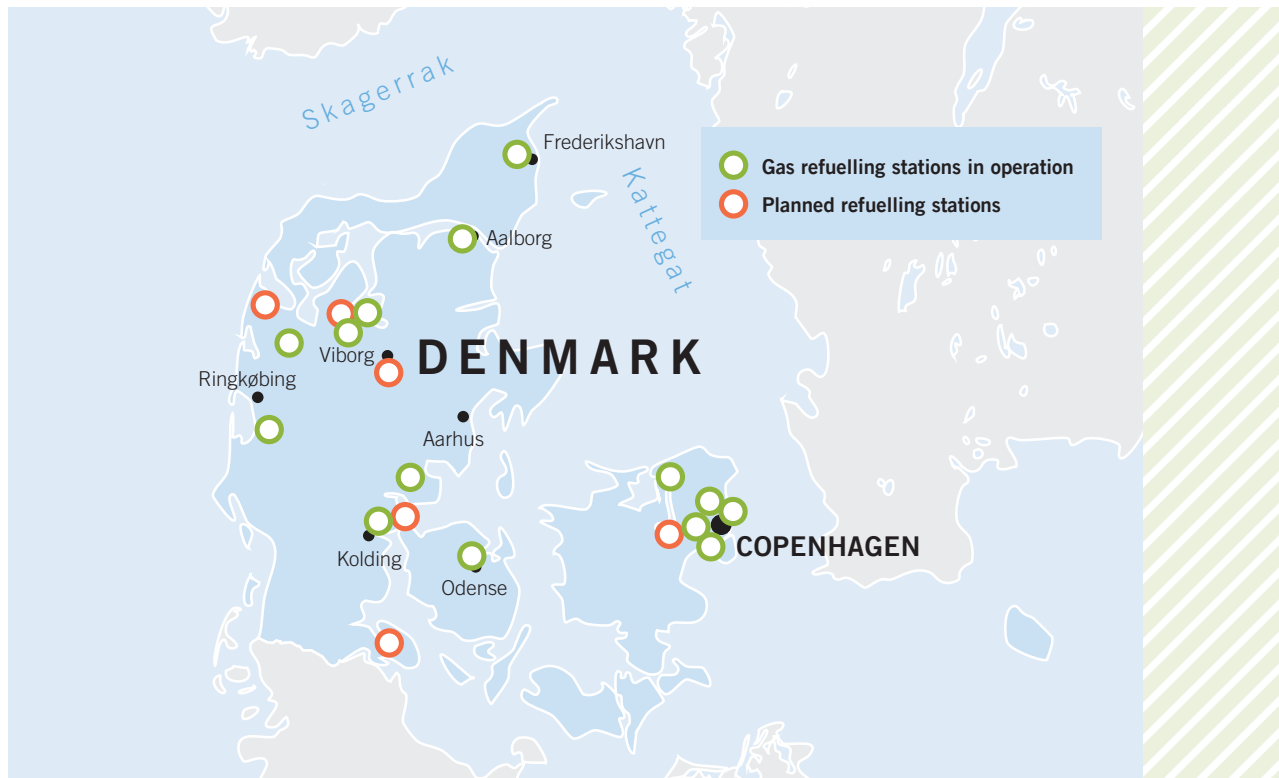 Skagerrak
Frederikshavn
Kattegat
Gas refuelling stations in operation
Planned refuelling stations
Aalborg
Viborg
DENMARK
Ringkøbing
Aarhus
Kolding
COPENHAGEN
Odense